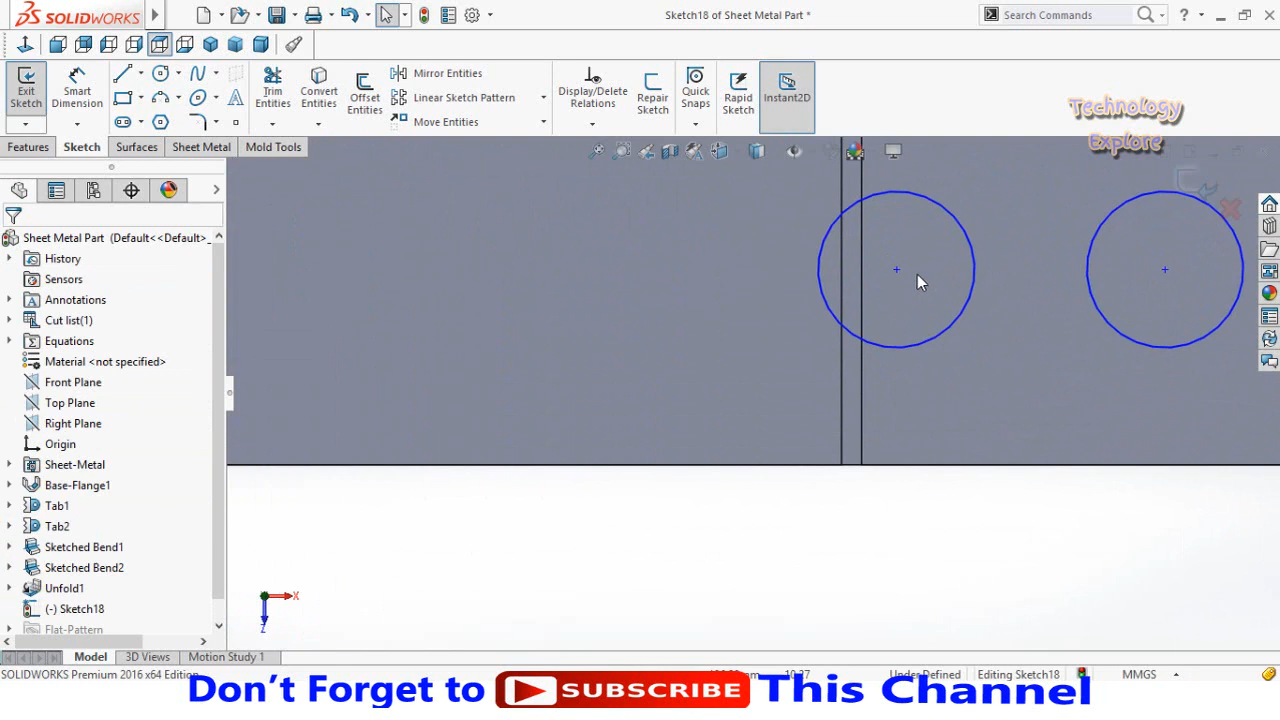 SOLIDWORKS
Sketch18 of Sheet Metal Part *
Search Commands
?
Exit Sketch
Smart Dimension
Trim Entities
Convert Entities
Offset Entities
Mirror Entities
Linear Sketch Pattern
Move Entities
Display/Delete Relations
Repair Sketch
Quick Snaps
Rapid Sketch
Instant2D
Technology
Explore
Features
Sketch
Surfaces
Sheet Metal
Mold Tools
Sheet Metal Part (Default<<Default>_
History
Sensors
Annotations
Cut list(1)
Equations
Material <not specified>
Front Plane
Top Plane
Right Plane
Origin
Sheet-Metal
Base-Flange1
Tab1
Tab2
Sketched Bend1
Sketched Bend2
Unfold1
(-) Sketch18
Flat-Pattern
X
Z
Model
3D Views
Motion Study 1
SOLIDWORKS Premium 2016 x64 Edition
Under Defined
Editing Sketch18
MMGS
Don't Forget to SUBSCRIBE This Channel